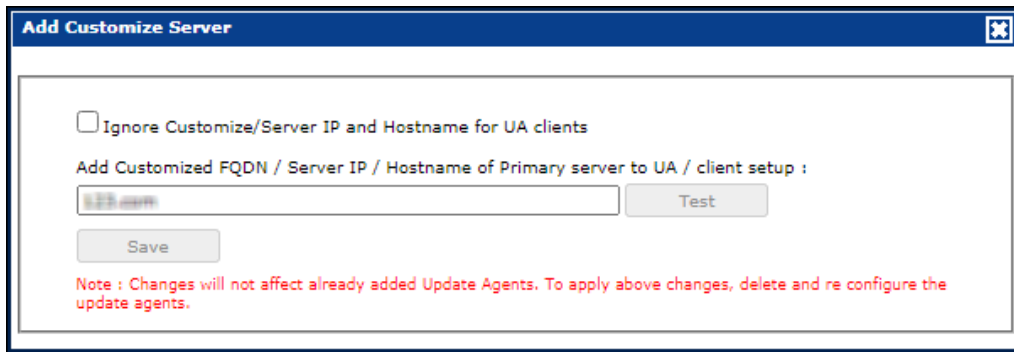 Add Customize Server
Ignore Customize/Server IP and Hostname for UA clients
Add Customized FQDN / Server IP / Hostname of Primary server to UA / client setup :
Test
Save
Note : Changes will not affect already added Update Agents. To apply above changes, delete and re configure the
update agents.